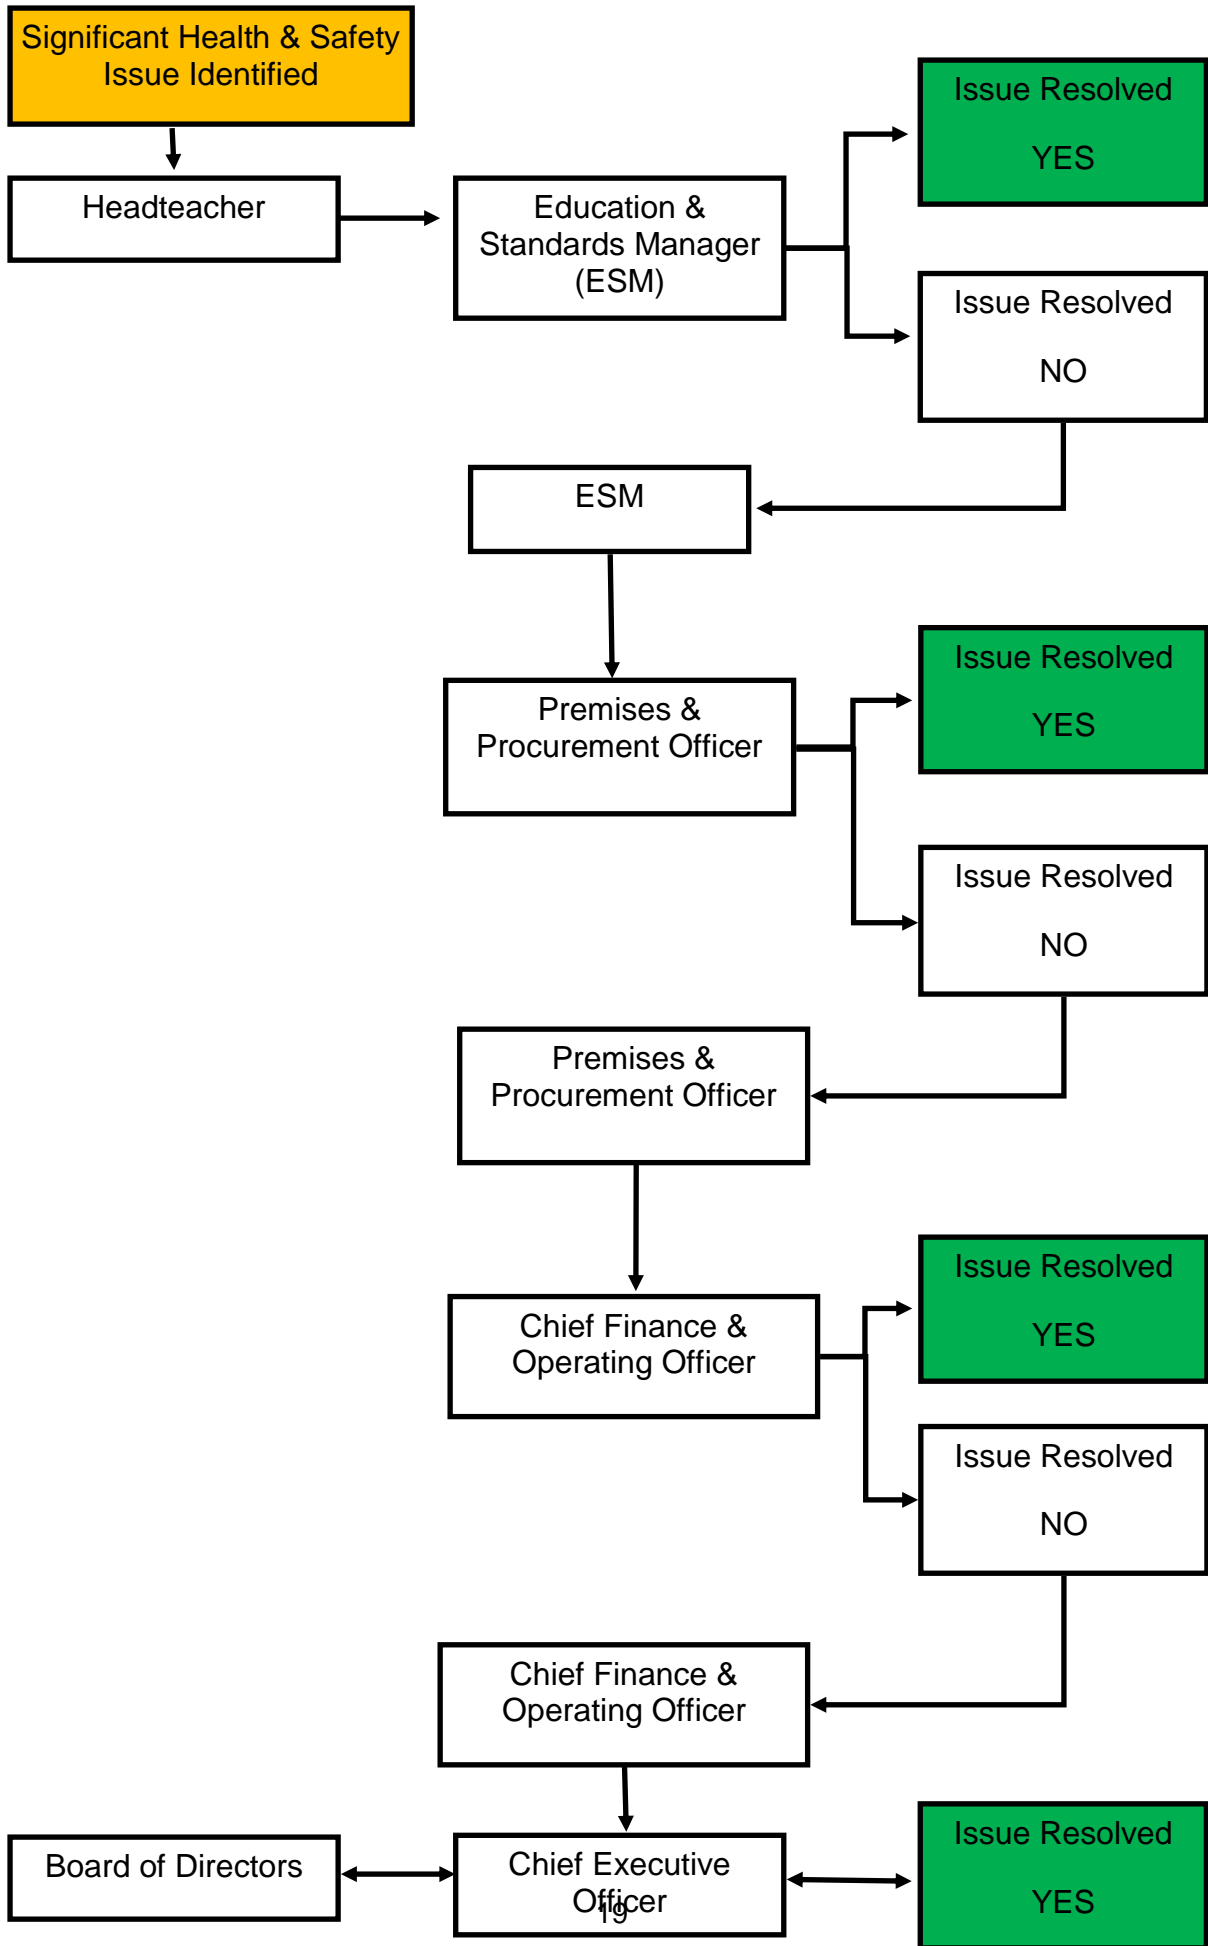 Significant Health & Safety
Issue Identified
Issue Resolved
YES
Headteacher
Education &
Standards Manager
(ESM)
Issue Resolved
NO
ESM
Issue Resolved
YES
Premises &
Procurement Officer
Issue Resolved
NO
Premises &
Procurement Officer
Issue Resolved
YES
Chief Finance &
Operating Officer
Issue Resolved
NO
Chief Finance &
Operating Officer
Board of Directors
Chief Executive
Officer
Issue Resolved
YES
19